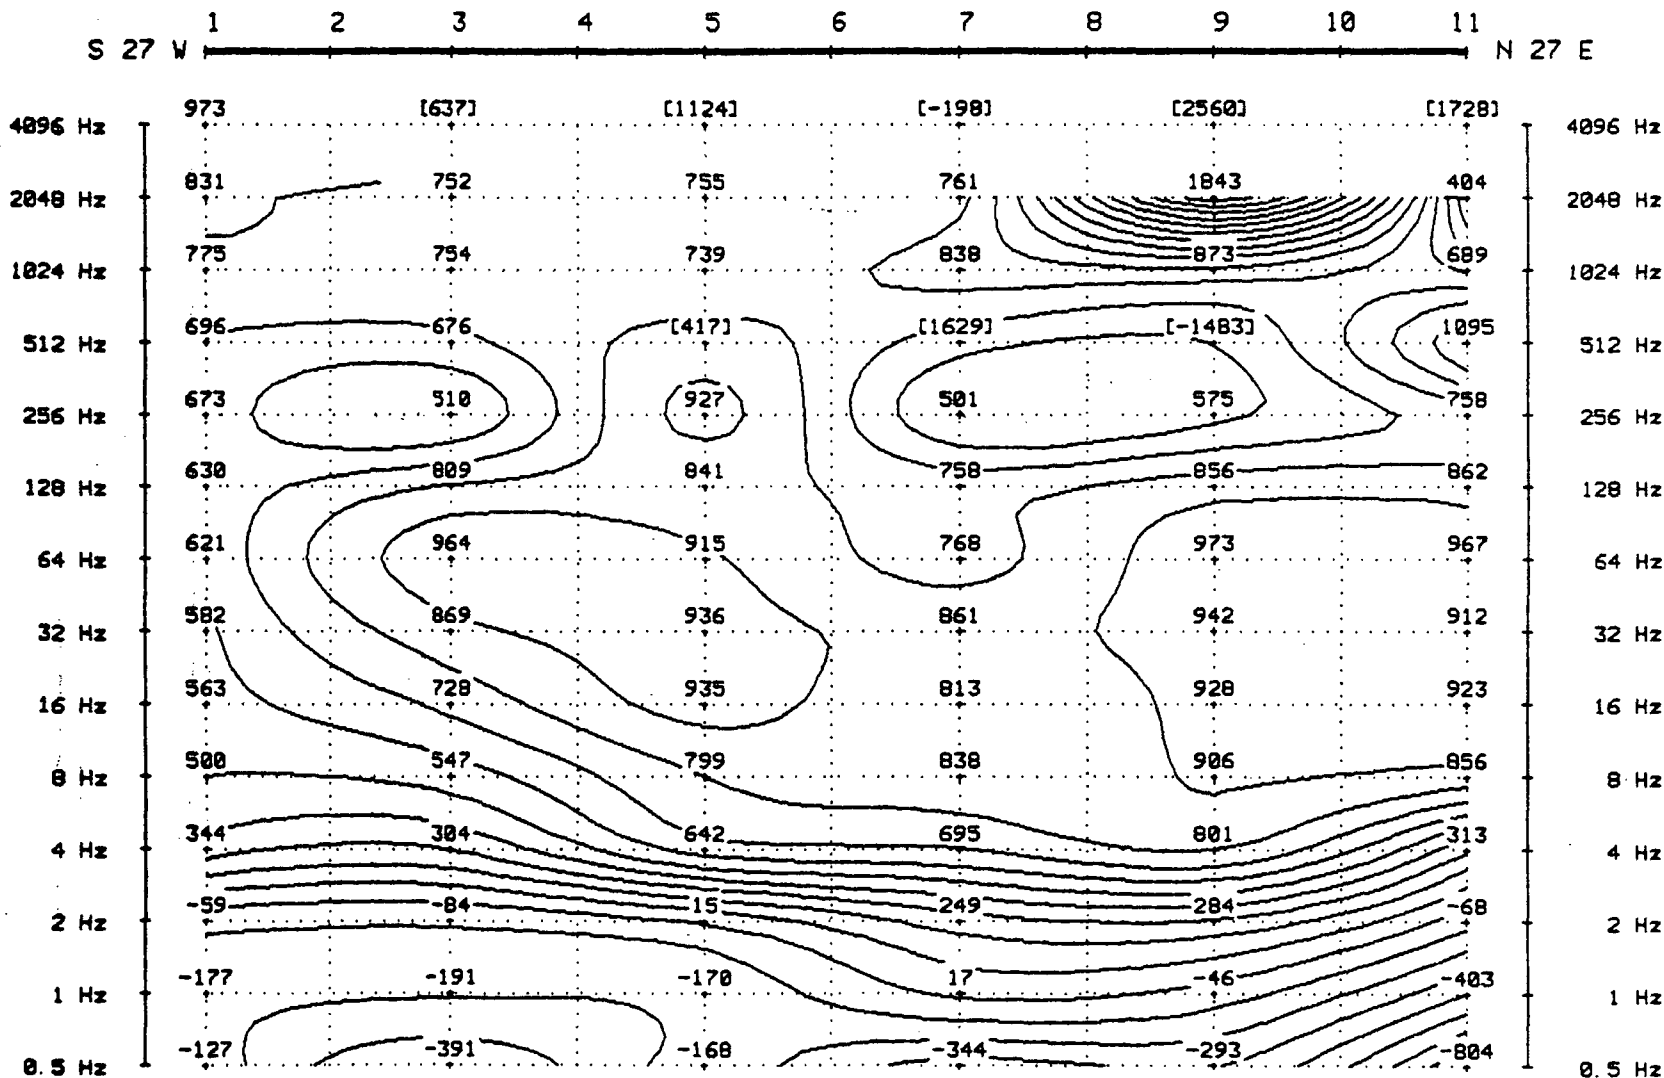 1 2 3 4 5 6 7 8 9 10 11
S 27 W N 27 E
973 [637] [1124] [-198] [2560] [1728]
4096 Hz 4096 Hz
831 752 755 761 1843 404
2048 Hz 2048 Hz
775 754 739 838 873 689
1024 Hz 1024 Hz
696 676 [417] [1629] [-1483] 1095
512 Hz 512 Hz
673 510 927 501 575 758
256 Hz 256 Hz
630 809 841 758 856 862
128 Hz 128 Hz
621 964 915 768 973 967
64 Hz 64 Hz
582 869 936 861 942 912
32 Hz 32 Hz
563 728 935 813 928 923
16 Hz 16 Hz
500 547 799 838 906 856
8 Hz 8 Hz
344 304 642 695 801 313
4 Hz 4 Hz
-59 -84 15 249 284 -68
2 Hz 2 Hz
-177 -191 -170 17 -46 -403
1 Hz 1 Hz
-127 -391 -168 -344 -293 -804
0.5 Hz 0.5 Hz